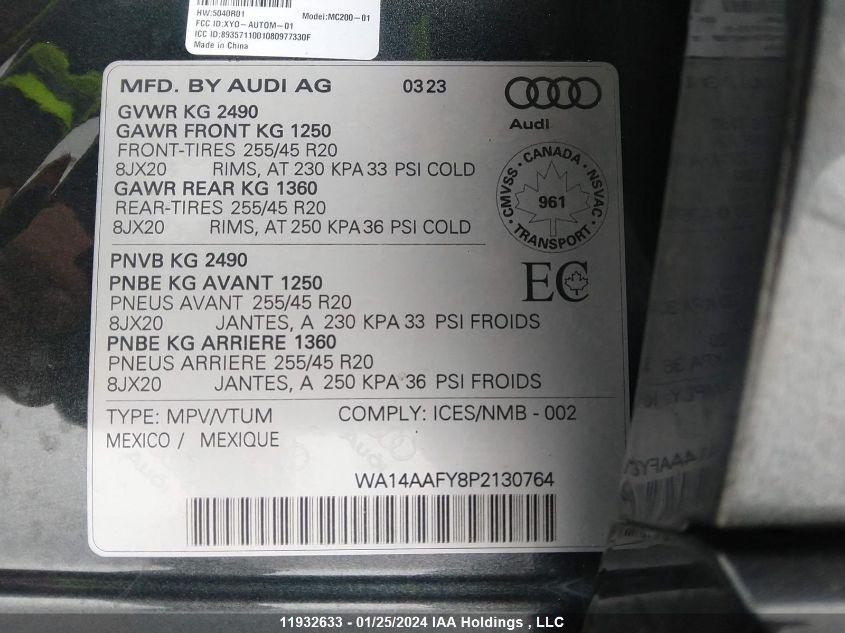 HW:5040R01
Model:MC200-01
FCC ID:XYO-AUTOM-01
ICC ID:8935711001080977330F
Made in China
MFD. BY AUDI AG 03 23
Audi
GVWR KG 2490
GAWR FRONT KG 1250
FRONT-TIRES 255/45 R20
8JX20 RIMS, AT 230 KPA 33 PSI COLD
GAWR REAR KG 1360
REAR-TIRES 255/45 R20
8JX20 RIMS, AT 250 KPA 36 PSI COLD
CMVSS • CANADA • NSVAC • TRANSPORT •
961
PNVB KG 2490
PNBE KG AVANT 1250
PNEUS AVANT 255/45 R20
8JX20 JANTES, A 230 KPA 33 PSI FROIDS
PNBE KG ARRIERE 1360
PNEUS ARRIERE 255/45 R20
8JX20 JANTES, A 250 KPA 36 PSI FROIDS
EC
TYPE: MPV/VTUM COMPLY: ICES/NMB - 002
MEXICO / MEXIQUE
WA14AAFY8P2130764
11932633 - 01/25/2024 IAA Holdings , LLC